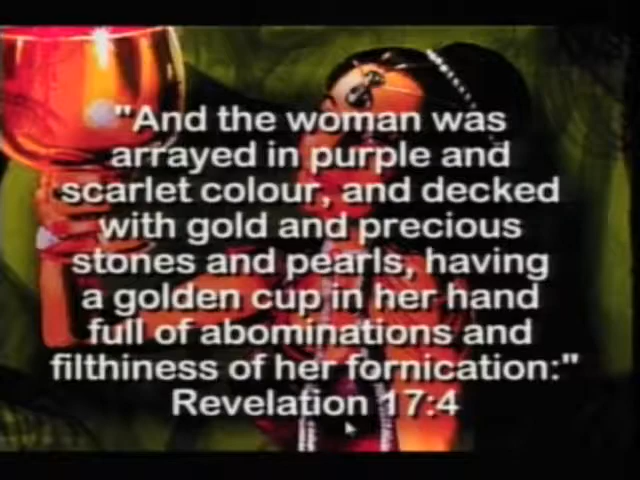 "And the woman was
arrayed in purple and
scarlet colour, and decked
with gold and precious
stones and pearls, having
a golden cup in her hand
full of abominations and
filthiness of her fornication:"
Revelation 17:4